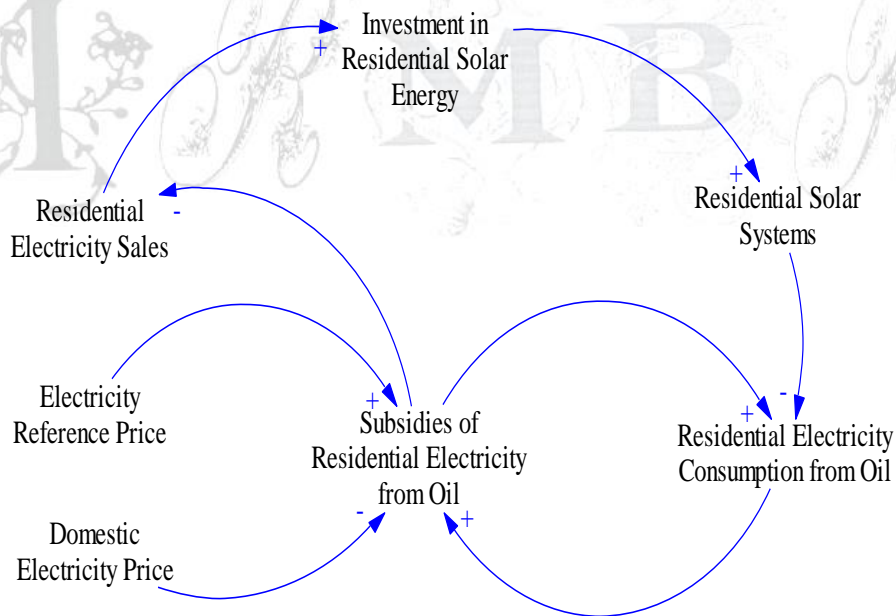 Investment in
Residential Solar
Energy
+
+
Residential Solar
Systems
Residential
Electricity Sales
-
Electricity
Reference Price
+
Subsidies of
Residential Electricity
from Oil
-
+
Residential Electricity
Consumption from Oil
-
+
Domestic
Electricity Price
M B